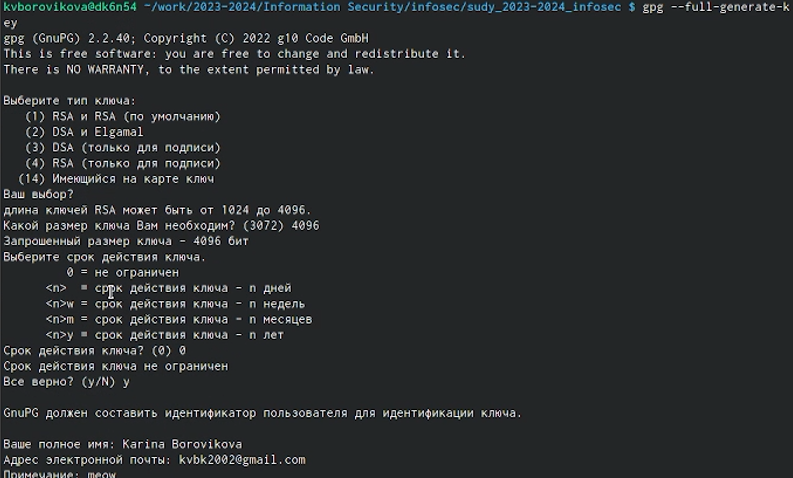 kvborovikova@dk6n54 ~/work/2023-2024/Information Security/infosec/sudy_2023-2024_infosec $ gpg --full-generate-k
ey
gpg (GnuPG) 2.2.40; Copyright (C) 2022 g10 Code GmbH
This is free software: you are free to change and redistribute it.
There is NO WARRANTY, to the extent permitted by law.
Выберите тип ключа:
(1) RSA и RSA (по умолчанию)
(2) DSA и Elgamal
(3) DSA (только для подписи)
(4) RSA (только для подписи)
(14) Имеющийся на карте ключ
Ваш выбор?
длина ключей RSA может быть от 1024 до 4096.
Какой размер ключа Вам необходим? (3072) 4096
Запрошенный размер ключа - 4096 бит
Выберите срок действия ключа.
0 = не ограничен
<n> = срок действия ключа - n дней
<n>w = срок действия ключа - n недель
<n>m = срок действия ключа - n месяцев
<n>y = срок действия ключа - n лет
Срок действия ключа? (0) 0
Срок действия ключа не ограничен
Все верно? (y/N) y
GnuPG должен составить идентификатор пользователя для идентификации ключа.
Ваше полное имя: Karina Borovikova
Адрес электронной почты: kvbk2002@gmail.com
Примечание: meow